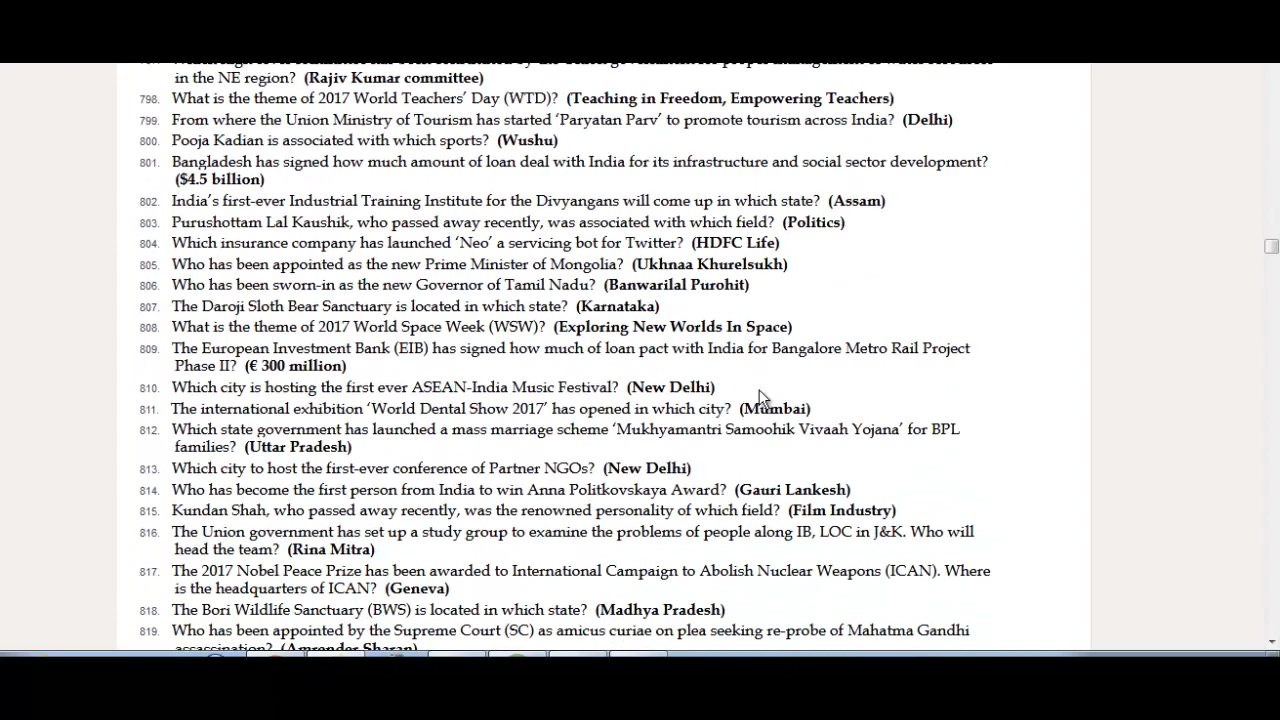 in the NE region? (Rajiv Kumar committee)
798. What is the theme of 2017 World Teachers’ Day (WTD)? (Teaching in Freedom, Empowering Teachers)
799. From where the Union Ministry of Tourism has started ‘Paryatan Parv’ to promote tourism across India? (Delhi)
800. Pooja Kadian is associated with which sports? (Wushu)
801. Bangladesh has signed how much amount of loan deal with India for its infrastructure and social sector development?
($4.5 billion)
802. India’s first-ever Industrial Training Institute for the Divyangans will come up in which state? (Assam)
803. Purushottam Lal Kaushik, who passed away recently, was associated with which field? (Politics)
804. Which insurance company has launched ‘Neo’ a servicing bot for Twitter? (HDFC Life)
805. Who has been appointed as the new Prime Minister of Mongolia? (Ukhnaa Khurelsukh)
806. Who has been sworn-in as the new Governor of Tamil Nadu? (Banwarilal Purohit)
807. The Daroji Sloth Bear Sanctuary is located in which state? (Karnataka)
808. What is the theme of 2017 World Space Week (WSW)? (Exploring New Worlds In Space)
809. The European Investment Bank (EIB) has signed how much of loan pact with India for Bangalore Metro Rail Project
Phase II? (€ 300 million)
810. Which city is hosting the first ever ASEAN-India Music Festival? (New Delhi)
811. The international exhibition ‘World Dental Show 2017’ has opened in which city? (Mumbai)
812. Which state government has launched a mass marriage scheme ‘Mukhyamantri Samoohik Vivaah Yojana’ for BPL
families? (Uttar Pradesh)
813. Which city to host the first-ever conference of Partner NGOs? (New Delhi)
814. Who has become the first person from India to win Anna Politkovskaya Award? (Gauri Lankesh)
815. Kundan Shah, who passed away recently, was the renowned personality of which field? (Film Industry)
816. The Union government has set up a study group to examine the problems of people along IB, LOC in J&K. Who will
head the team? (Rina Mitra)
817. The 2017 Nobel Peace Prize has been awarded to International Campaign to Abolish Nuclear Weapons (ICAN). Where
is the headquarters of ICAN? (Geneva)
818. The Bori Wildlife Sanctuary (BWS) is located in which state? (Madhya Pradesh)
819. Who has been appointed by the Supreme Court (SC) as amicus curiae on plea seeking re-probe of Mahatma Gandhi
assassination? (Amrender Sharan)